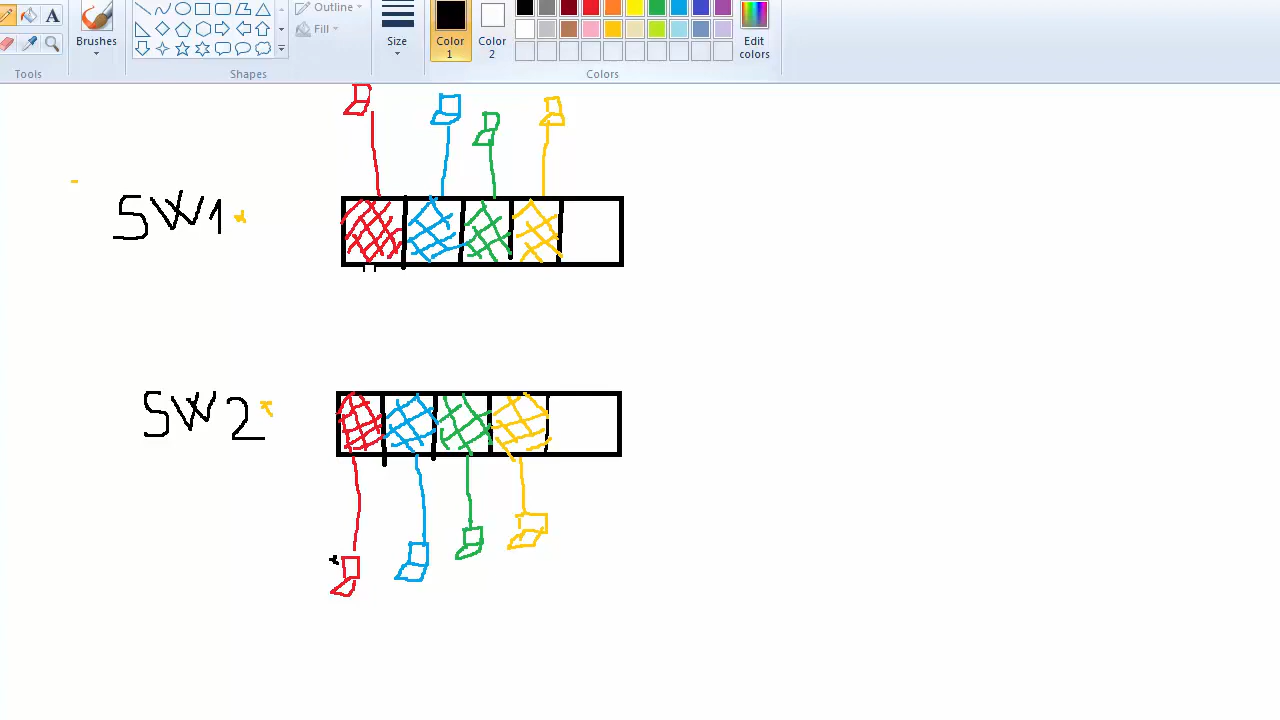 Outline
Fill
Brushes
Size
Color 1
Color 2
Edit colors
Tools
Shapes
Colors
A
SW1
SW2